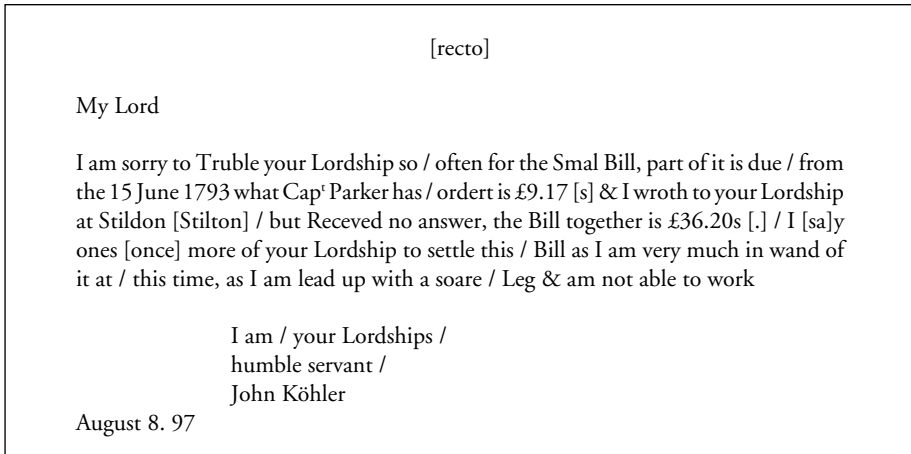 [recto]
My Lord
I am sorry to Truble your Lordship so / often for the Smal Bill, part of it is due / from
the 15 June 1793 what Capᵗ Parker has / ordert is £9.17 [s] & I wroth to your Lordship
at Stildon [Stilton] / but Receved no answer, the Bill together is £36.20s [.] / I [sa]y
ones [once] more of your Lordship to settle this / Bill as I am very much in wand of
it at / this time, as I am lead up with a soare / Leg & am not able to work
I am / your Lordships /
humble servant /
John Köhler
August 8. 97